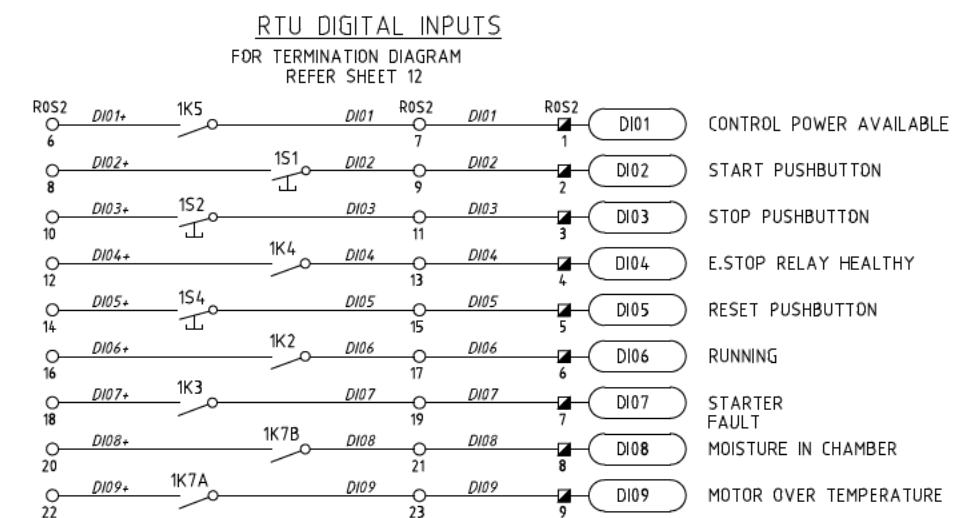 RTU DIGITAL INPUTS
FOR TERMINATION DIAGRAM
REFER SHEET 12
R0S2 DI01+ 1K5 DI01 R0S2 DI01 R0S2 DI01 CONTROL POWER AVAILABLE
6 7 1
DI02+ 1S1 DI02 DI02 DI02 START PUSHBUTTON
8 9 2
DI03+ 1S2 DI03 DI03 DI03 STOP PUSHBUTTON
10 11 3
DI04+ 1K4 DI04 DI04 DI04 E.STOP RELAY HEALTHY
12 13 4
DI05+ 1S4 DI05 DI05 DI05 RESET PUSHBUTTON
14 15 5
DI06+ 1K2 DI06 DI06 DI06 RUNNING
16 17 6
DI07+ 1K3 DI07 DI07 DI07 STARTER
18 19 7 FAULT
DI08+ 1K7B DI08 DI08 DI08 MOISTURE IN CHAMBER
20 21 8
DI09+ 1K7A DI09 DI09 DI09 MOTOR OVER TEMPERATURE
22 23 9